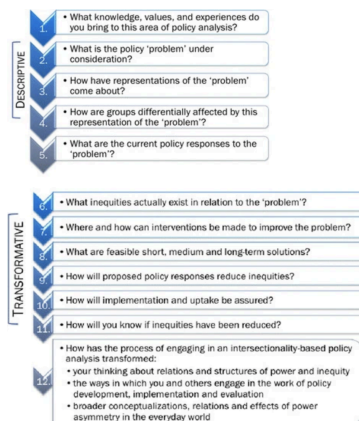 DESCRIPTIVE
1.
• What knowledge, values, and experiences do
you bring to this area of policy analysis?
2.
• What is the policy 'problem' under
consideration?
3.
• How have representations of the 'problem'
come about?
4.
• How are groups differentially affected by this
representation of the 'problem'?
5.
• What are the current policy responses to the
'problem'?
TRANSFORMATIVE
6.
• What inequities actually exist in relation to the 'problem'?
7.
• Where and how can interventions be made to improve the problem?
8.
• What are feasible short, medium and long-term solutions?
9.
• How will proposed policy responses reduce inequities?
10.
• How will implementation and uptake be assured?
11.
• How will you know if inequities have been reduced?
12.
• How has the process of engaging in an intersectionality-based policy
analysis transformed:
• your thinking about relations and structures of power and inequity
• the ways in which you and others engage in the work of policy
development, implementation and evaluation
• broader conceptualizations, relations and effects of power
asymmetry in the everyday world